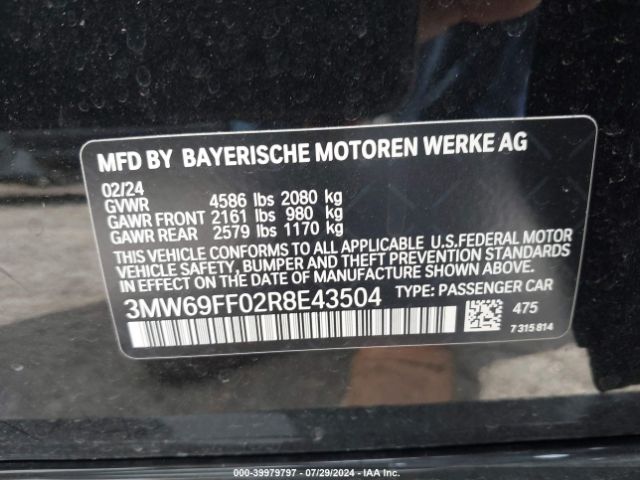 MFD BY BAYERISCHE MOTOREN WERKE AG
02/24
GVWR 4586 lbs 2080 kg
GAWR FRONT 2161 lbs 980 kg
GAWR REAR 2579 lbs 1170 kg
THIS VEHICLE CONFORMS TO ALL APPLICABLE U.S.FEDERAL MOTOR
VEHICLE SAFETY, BUMPER AND THEFT PREVENTION STANDARDS
IN EFFECT ON THE DATE OF MANUFACTURE SHOWN ABOVE.
3MW69FF02R8E43504 TYPE: PASSENGER CAR
475
7 315 814
000-39979797 - 07/29/2024 - IAA Inc.